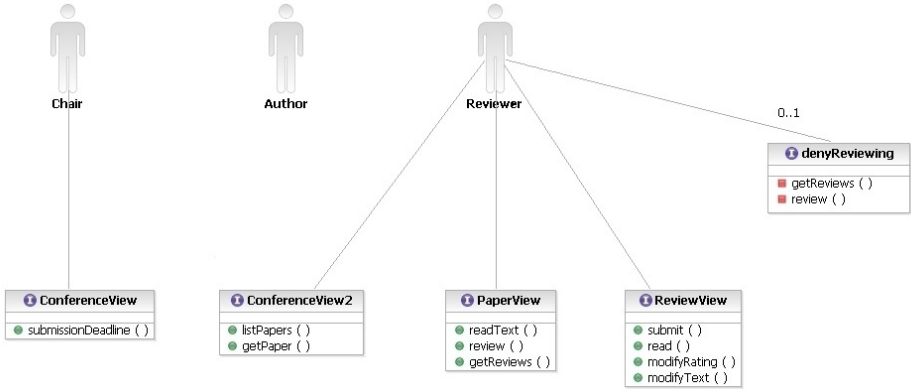 Chair
Author
Reviewer
0..1
denyReviewing
getReviews ( )
review ( )
ConferenceView
submissionDeadline ( )
ConferenceView2
listPapers ( )
getPaper ( )
PaperView
readText ( )
review ( )
getReviews ( )
ReviewView
submit ( )
read ( )
modifyRating ( )
modifyText ( )